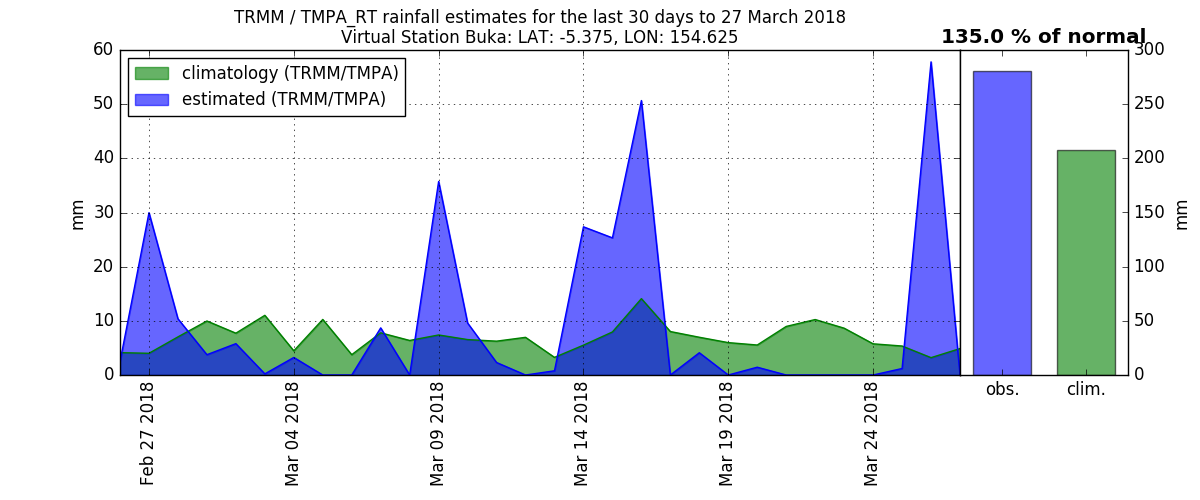 TRMM / TMPA_RT rainfall estimates for the last 30 days to 27 March 2018
Virtual Station Buka: LAT: -5.375, LON: 154.625
135.0 % of normal
climatology (TRMM/TMPA)
estimated (TRMM/TMPA)
60
50
40
30
20
10
0
mm
Feb 27 2018
Mar 04 2018
Mar 09 2018
Mar 14 2018
Mar 19 2018
Mar 24 2018
obs.
clim.
300
250
200
150
100
50
0
mm